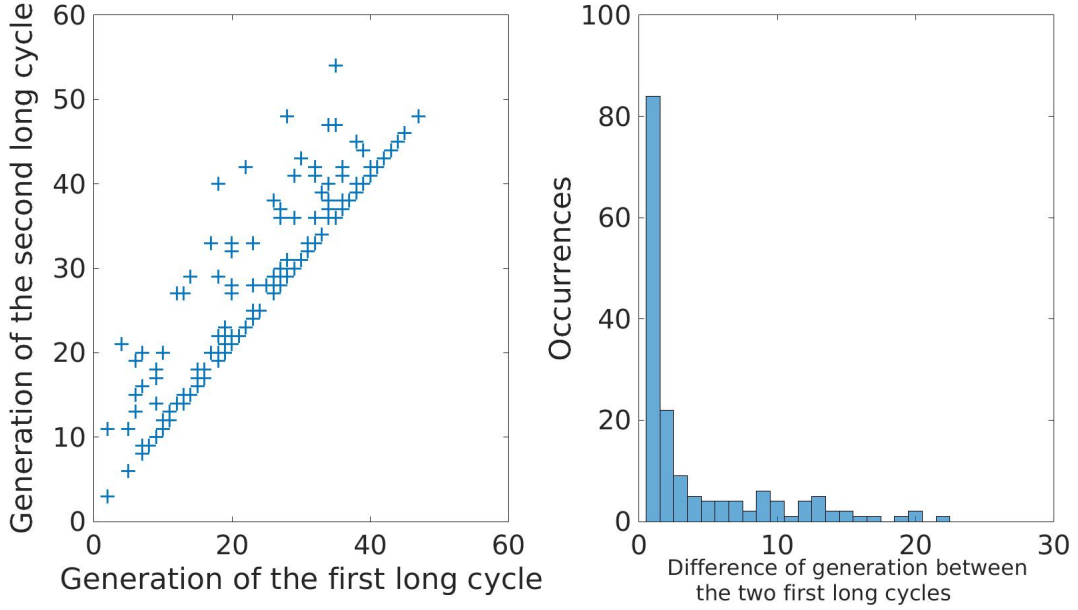 Generation of the second long cycle
60
50
40
30
20
10
0
0 20 40 60
Generation of the first long cycle
Occurrences
100
80
60
40
20
0
0 10 20 30
Difference of generation between
the two first long cycles